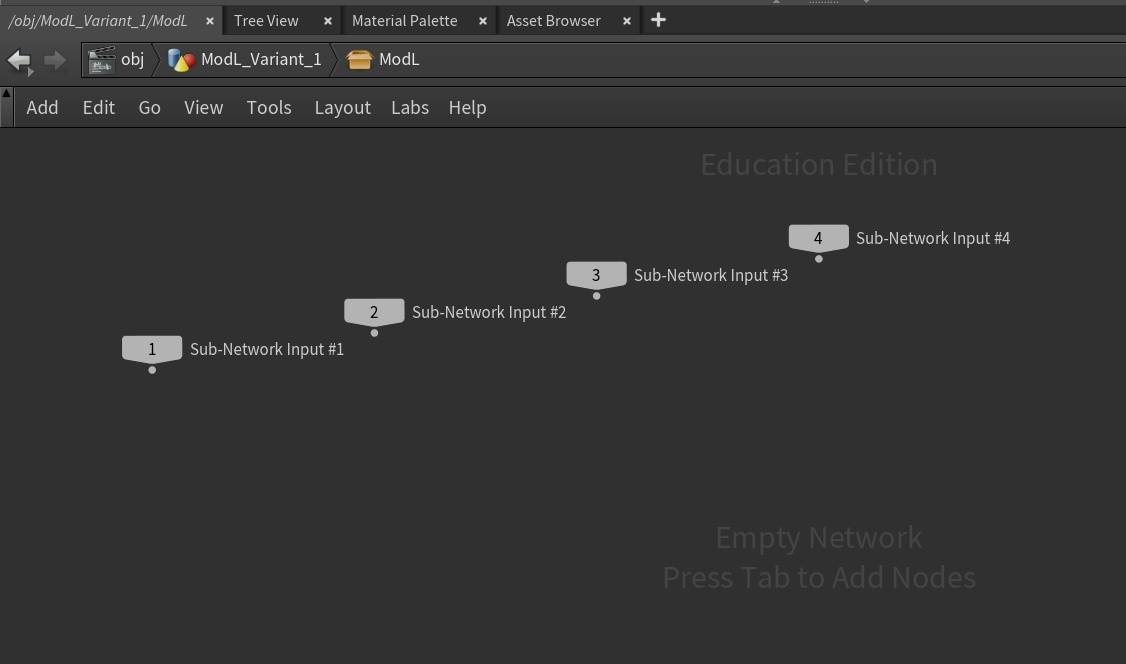 /obj/ModL_Variant_1/ModL × Tree View × Material Palette × Asset Browser × +
obj ModL_Variant_1 ModL
Add Edit Go View Tools Layout Labs Help
Education Edition
4 Sub-Network Input #4
3 Sub-Network Input #3
2 Sub-Network Input #2
1 Sub-Network Input #1
Empty Network
Press Tab to Add Nodes